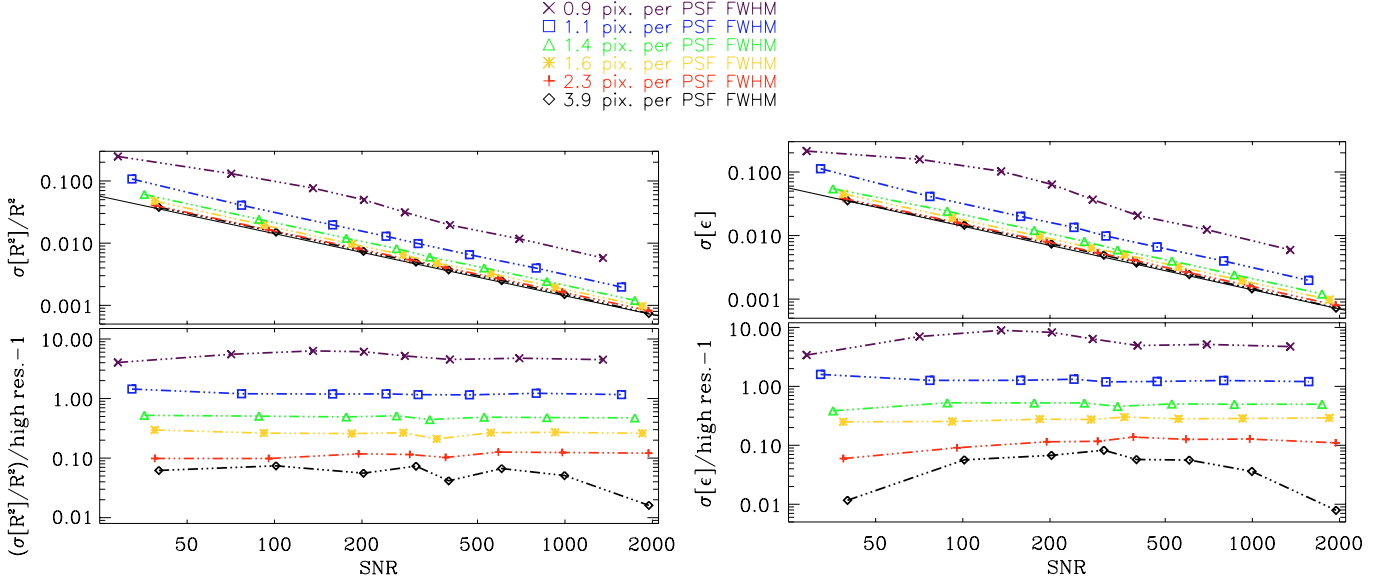 0.9 pix. per PSF FWHM
1.1 pix. per PSF FWHM
1.4 pix. per PSF FWHM
1.6 pix. per PSF FWHM
2.3 pix. per PSF FWHM
3.9 pix. per PSF FWHM
σ[R²]/R²
0.100
0.010
0.001
(σ[R²]/R²)/high res.-1
10.00
1.00
0.10
0.01
50 100 200 500 1000 2000
SNR
σ[ϵ]
0.100
0.010
0.001
σ[ϵ]/high res.-1
10.00
1.00
0.10
0.01
50 100 200 500 1000 2000
SNR